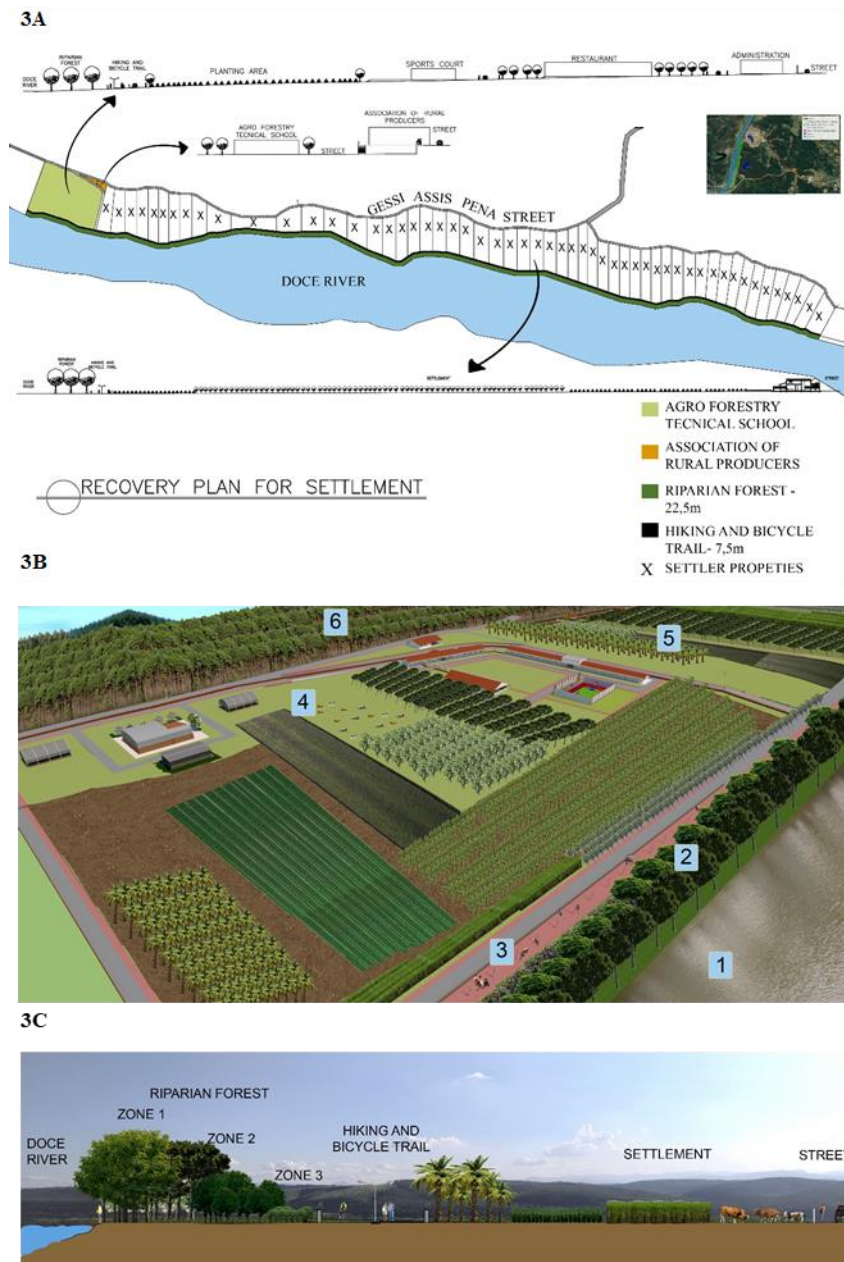 3A
RIPARIAN
FOREST
HIKING AND
BICYCLE TRAIL
DOCE
RIVER
PLANTING AREA
SPORTS COURT
RESTAURANT
ADMINISTRATION
STREET
AGRO FORESTRY
TECNICAL SCHOOL
STREET
ASSOCIATION OF RURAL
PRODUCERS
STREET
GESSI ASSIS PENA STREET
DOCE RIVER
DOCE
RIVER
RIPARIAN
FOREST
HIKING AND
BICYCLE TRAIL
SETTLEMENT
STREET
AGRO FORESTRY
TECNICAL SCHOOL
ASSOCIATION OF
RURAL PRODUCERS
RIPARIAN FOREST -
22,5m
HIKING AND BICYCLE
TRAIL- 7,5m
X SETTLER PROPETIES
RECOVERY PLAN FOR SETTLEMENT
3B
6
5
4
2
3
1
3C
RIPARIAN FOREST
ZONE 1
DOCE
RIVER
ZONE 2
ZONE 3
HIKING AND
BICYCLE TRAIL
SETTLEMENT
STREET